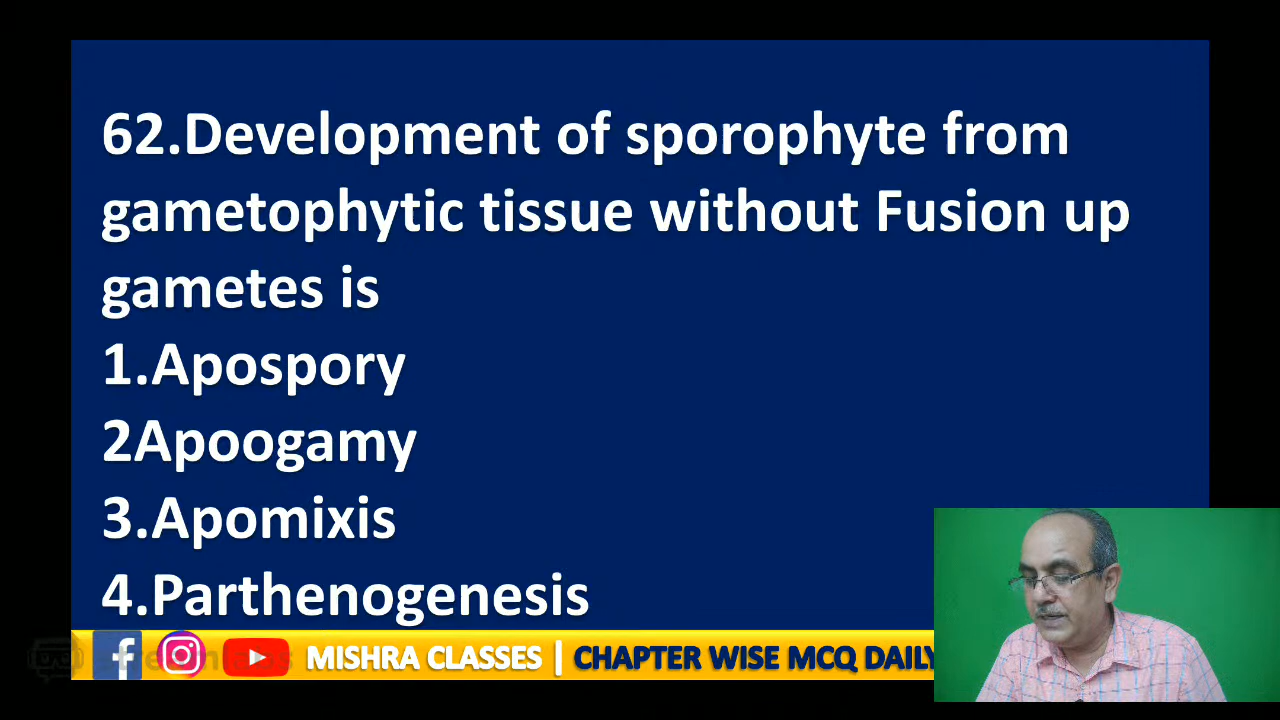 62.Development of sporophyte from
gametophytic tissue without Fusion up
gametes is
1.Apospory
2Apoogamy
3.Apomixis
4.Parthenogenesis
MISHRA CLASSES | CHAPTER WISE MCQ DAILY